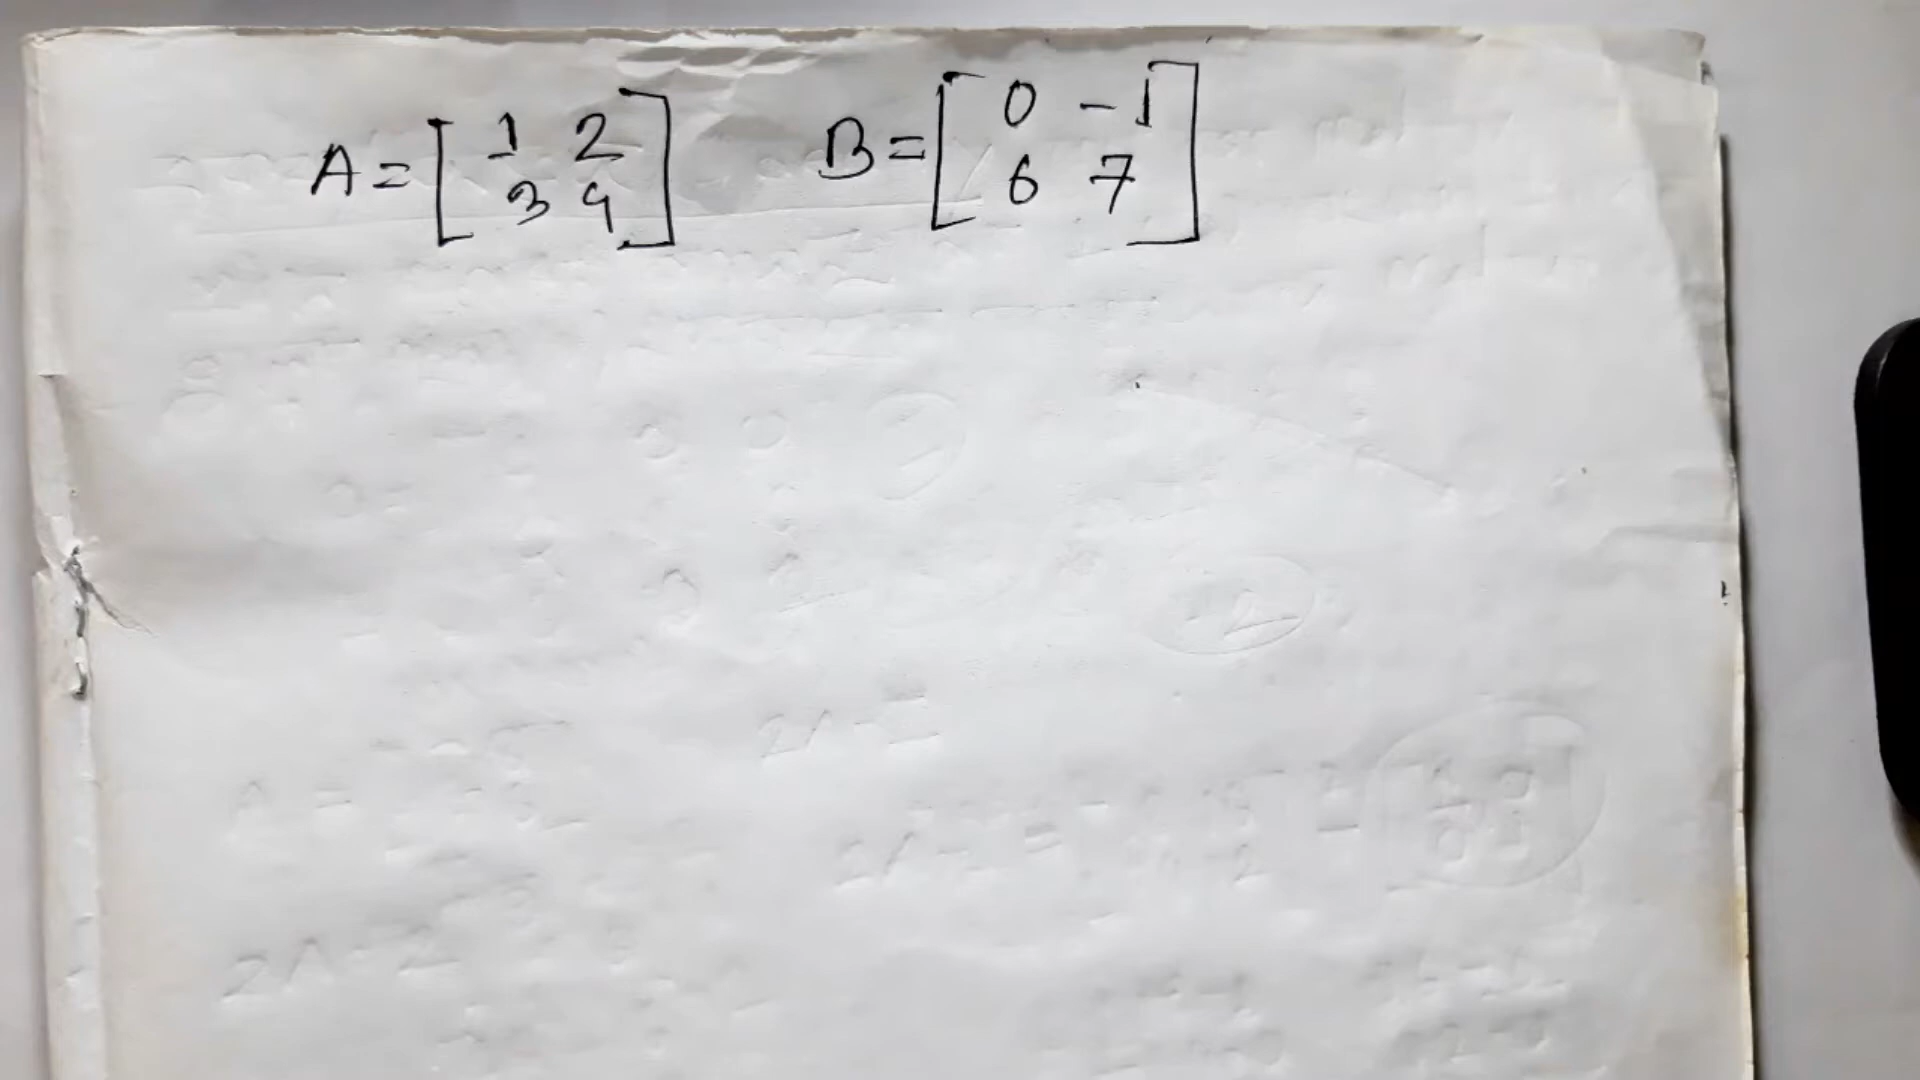 A = [1 2 3 4] B = [0 -1 6 7]